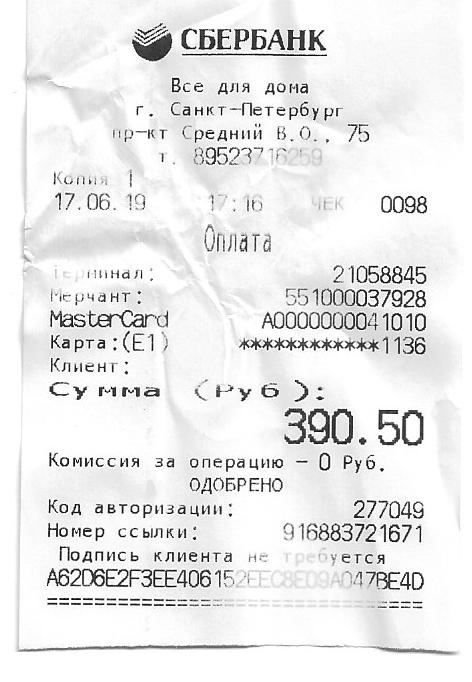 СБЕРБАНК
Все для дома
г. Санкт-Петербург
пр-кт Средний В.О., 75
т. 89523716259
Копия 1
17.06.19 17:16 ЧЕК 0098
Оплата
Терминал: 21058845
Мерчант: 551000037928
MasterCard A0000000041010
Карта:(E1) ************1136
Клиент:
Сумма (Руб):
390.50
Комиссия за операцию - 0 Руб.
ОДОБРЕНО
Код авторизации: 277049
Номер ссылки: 916883721671
Подпись клиента не требуется
A62D6E2F3EE406152EEC8E09A047BE4D
================================